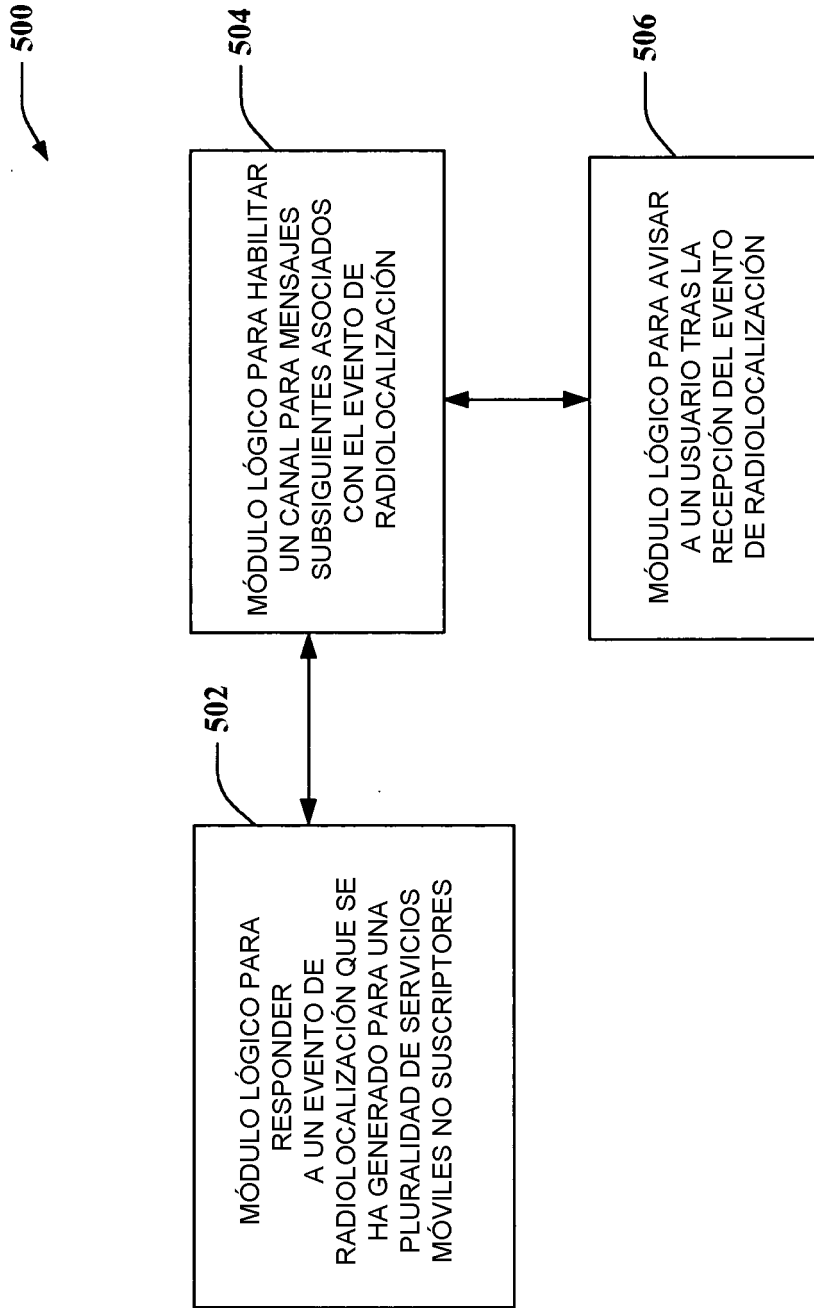 500
502
MÓDULO LÓGICO PARA
RESPONDER
A UN EVENTO DE
RADIOLOCALIZACIÓN QUE SE
HA GENERADO PARA UNA
PLURALIDAD DE SERVICIOS
MÓVILES NO SUSCRIPTORES
504
MÓDULO LÓGICO PARA HABILITAR
UN CANAL PARA MENSAJES
SUBSIGUIENTES ASOCIADOS
CON EL EVENTO DE
RADIOLOCALIZACIÓN
506
MÓDULO LÓGICO PARA AVISAR
A UN USUARIO TRAS LA
RECEPCIÓN DEL EVENTO
DE RADIOLOCALIZACIÓN